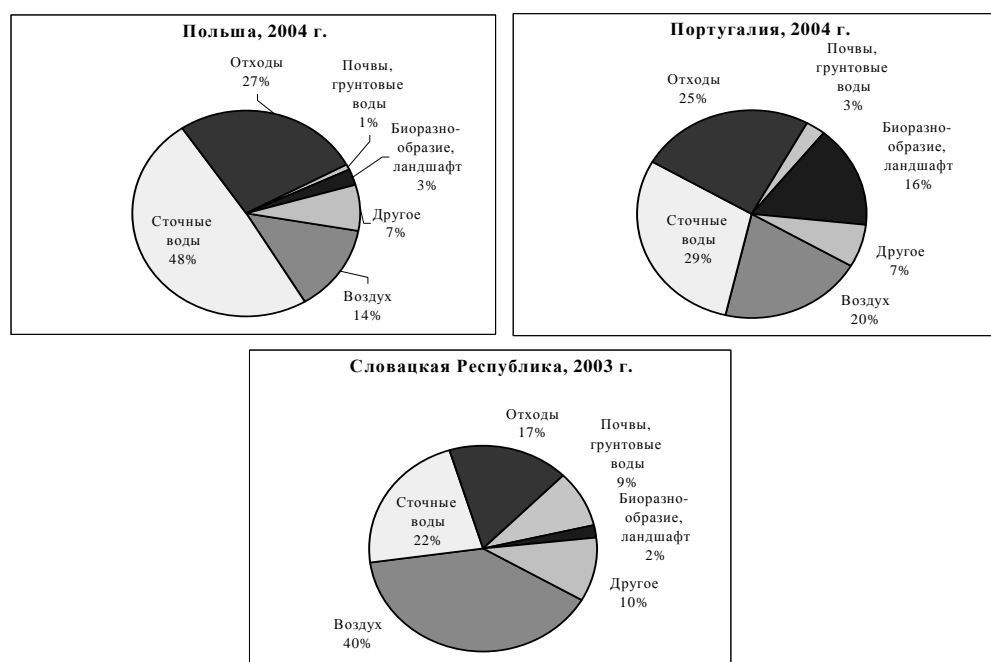 Польша, 2004 г.
Отходы
27%
Почвы,
грунтовые
воды
1%
Биоразно-
образие,
ландшафт
3%
Другое
7%
Воздух
14%
Сточные
воды
48%
Португалия, 2004 г.
Отходы
25%
Почвы,
грунтовые
воды
3%
Биоразно-
образие,
ландшафт
16%
Другое
7%
Воздух
20%
Сточные
воды
29%
Словацкая Республика, 2003 г.
Отходы
17%
Почвы,
грунтовые
воды
9%
Биоразно-
образие,
ландшафт
2%
Другое
10%
Воздух
40%
Сточные
воды
22%